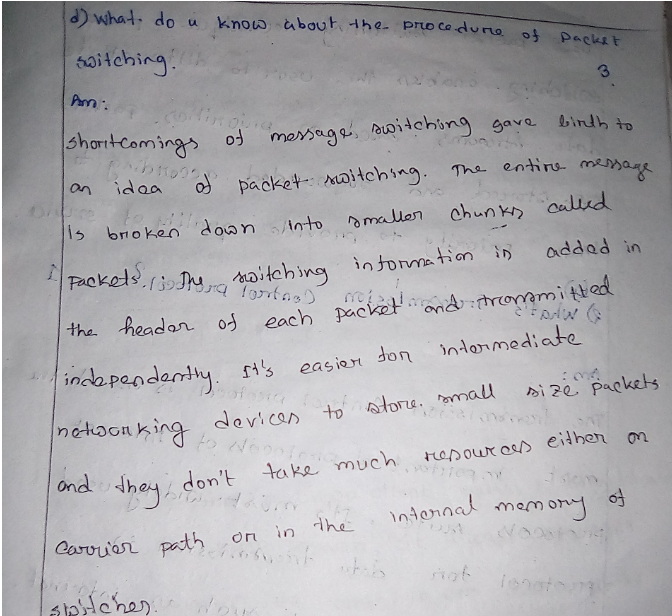 d) what do u know about the procedure of packet
switching. 3
Ans:
shortcomings of message switching gave birth to
an idea of packet switching. The entire message
is broken down into smaller chunks called
packets. The switching information is added in
the header of each packet and transmitted
independently. It's easier for intermediate
networking devices to store small size packets
and they don't take much resources either on
carrier path or in the internal memory of
switches.